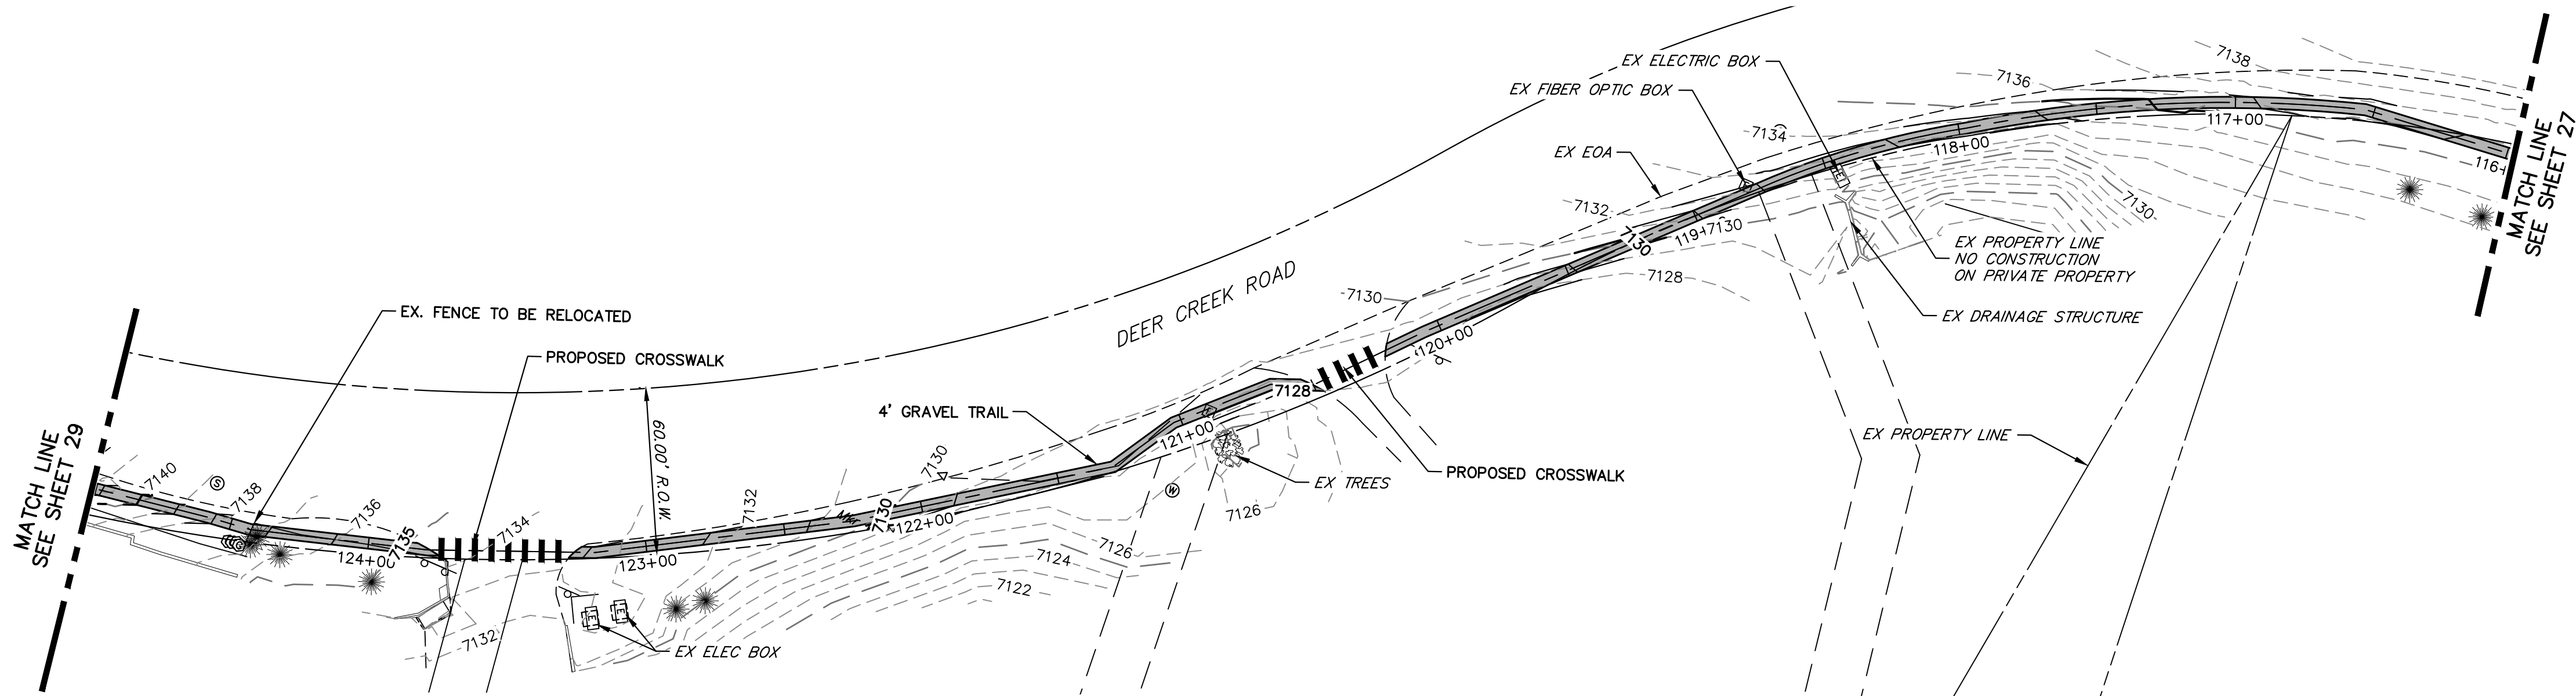 EX ELECTRIC BOX
EX FIBER OPTIC BOX
EX EOA
7134
7136
7138
117+00
118+00
116+
MATCH LINE
SEE SHEET 27
7132
7130
119+
7130
7130
7128
EX PROPERTY LINE
NO CONSTRUCTION
ON PRIVATE PROPERTY
EX DRAINAGE STRUCTURE
EX PROPERTY LINE
DEER CREEK ROAD
7130
120+00
PROPOSED CROSSWALK
7128
121+00
EX TREES
7126
W
4' GRAVEL TRAIL
60.00' R.O.W.
EX. FENCE TO BE RELOCATED
PROPOSED CROSSWALK
MATCH LINE
SEE SHEET 29
7140
S
7138
7136
124+00
7135
7134
7132
123+00
7132
7130
7130
122+00
7126
7124
7122
E
E
EX ELEC BOX